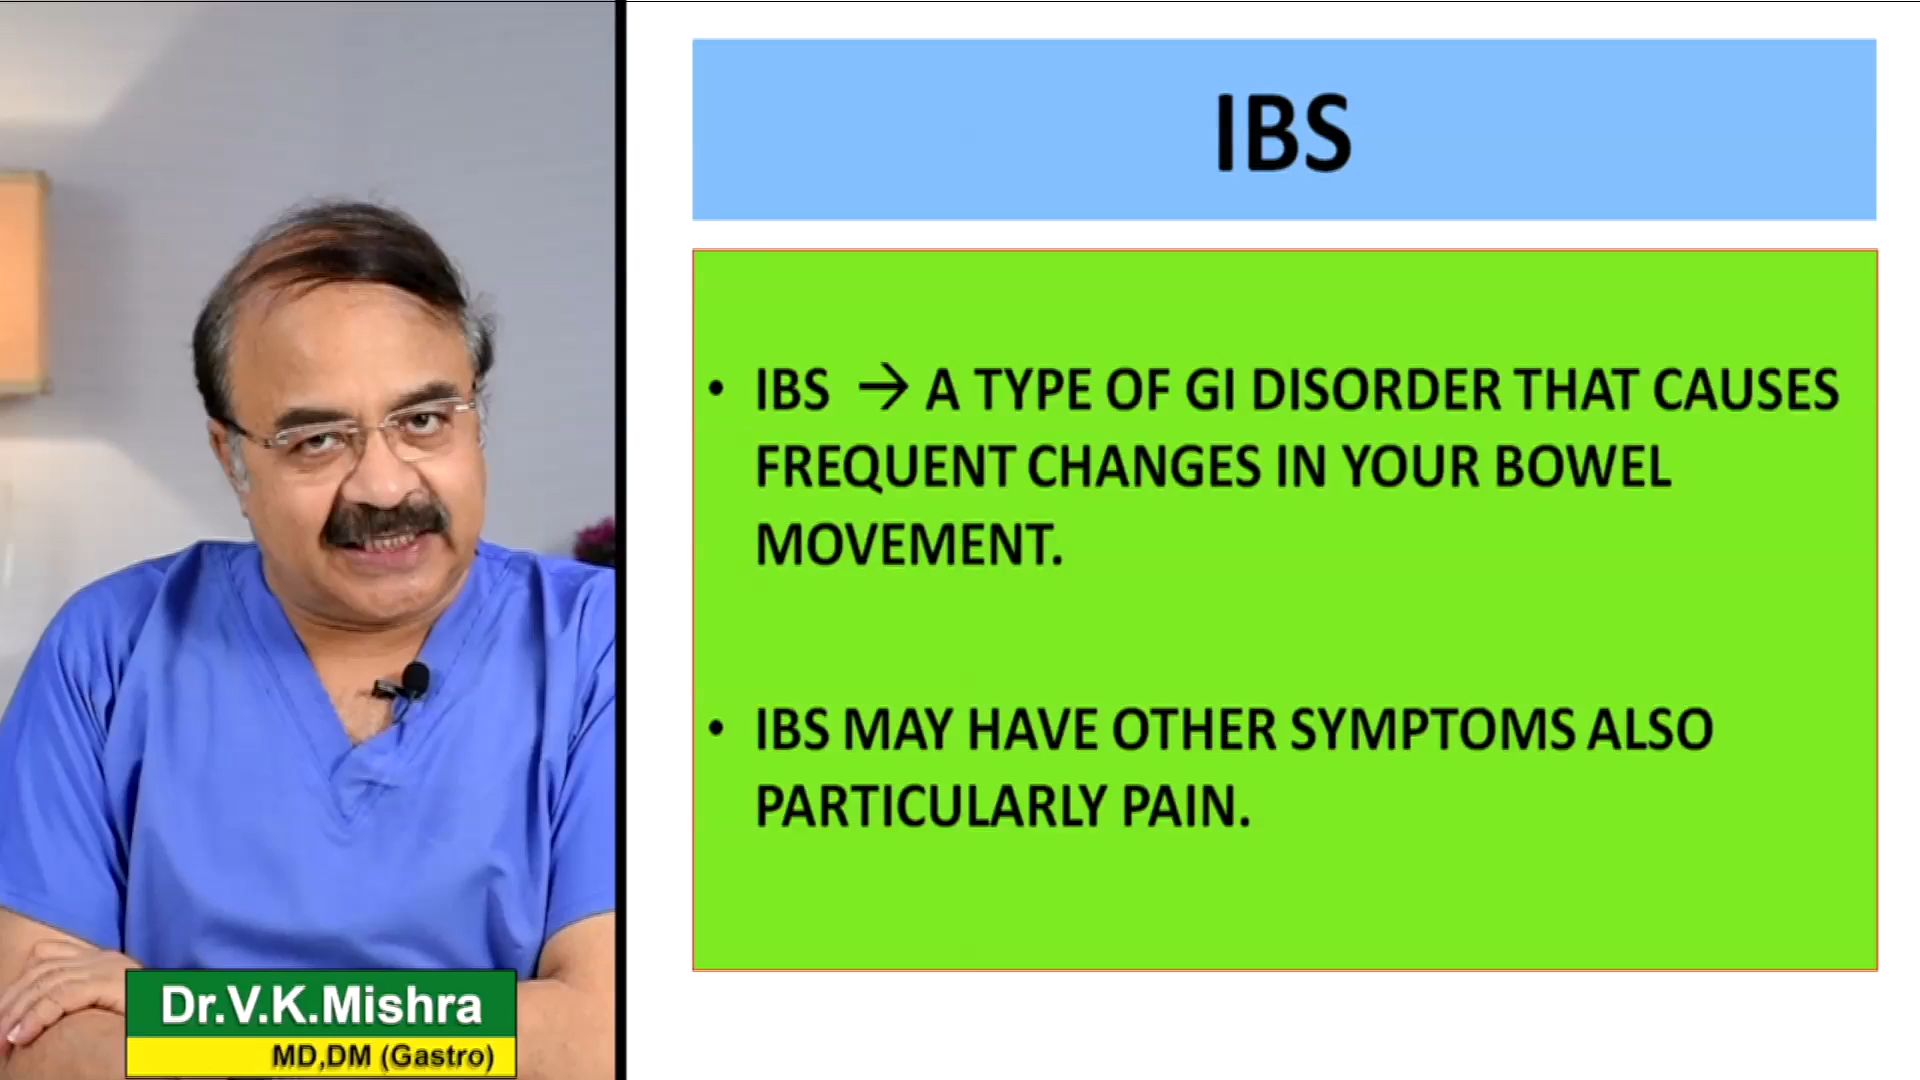 IBS
• IBS → A TYPE OF GI DISORDER THAT CAUSES
FREQUENT CHANGES IN YOUR BOWEL
MOVEMENT.
• IBS MAY HAVE OTHER SYMPTOMS ALSO
PARTICULARLY PAIN.
Dr.V.K.Mishra
MD,DM (Gastro)